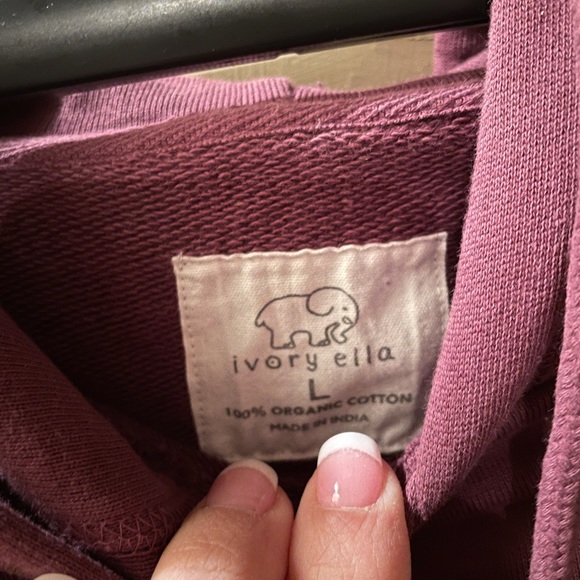 ivory ella
L
100% ORGANIC COTTON
MADE IN INDIA